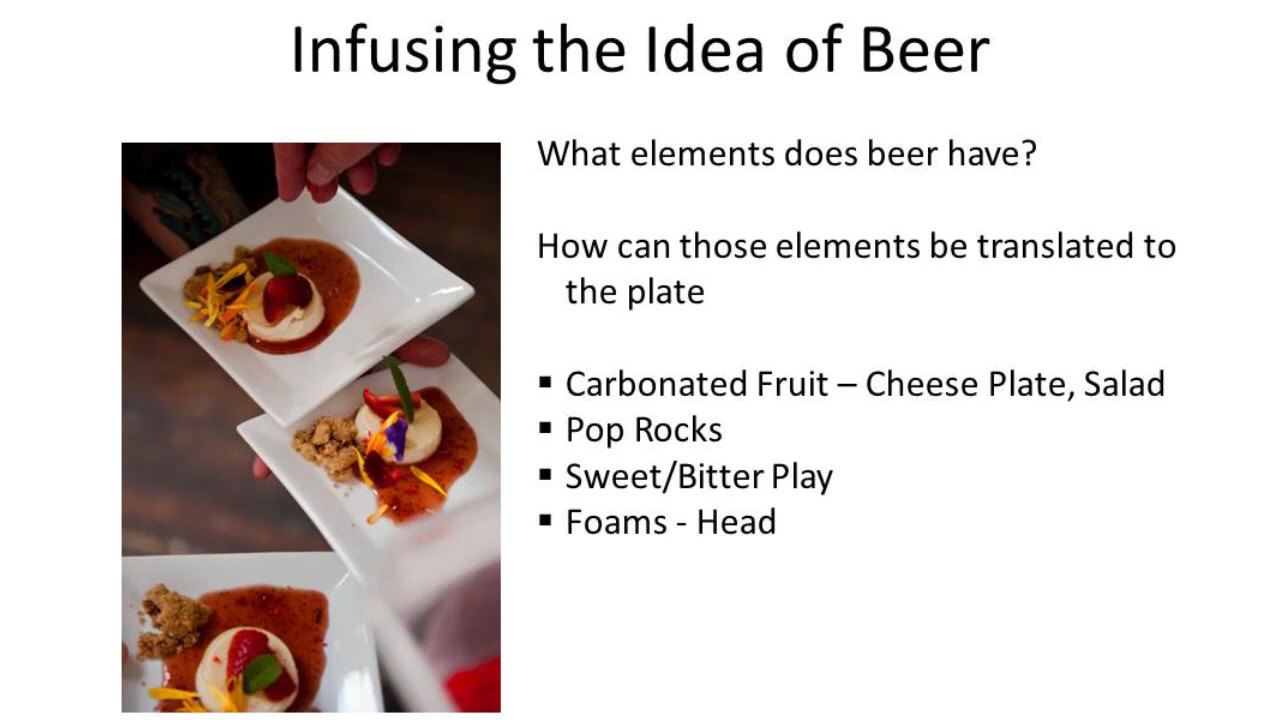 Infusing the Idea of Beer
What elements does beer have?
How can those elements be translated to
the plate
▪ Carbonated Fruit – Cheese Plate, Salad
▪ Pop Rocks
▪ Sweet/Bitter Play
▪ Foams - Head